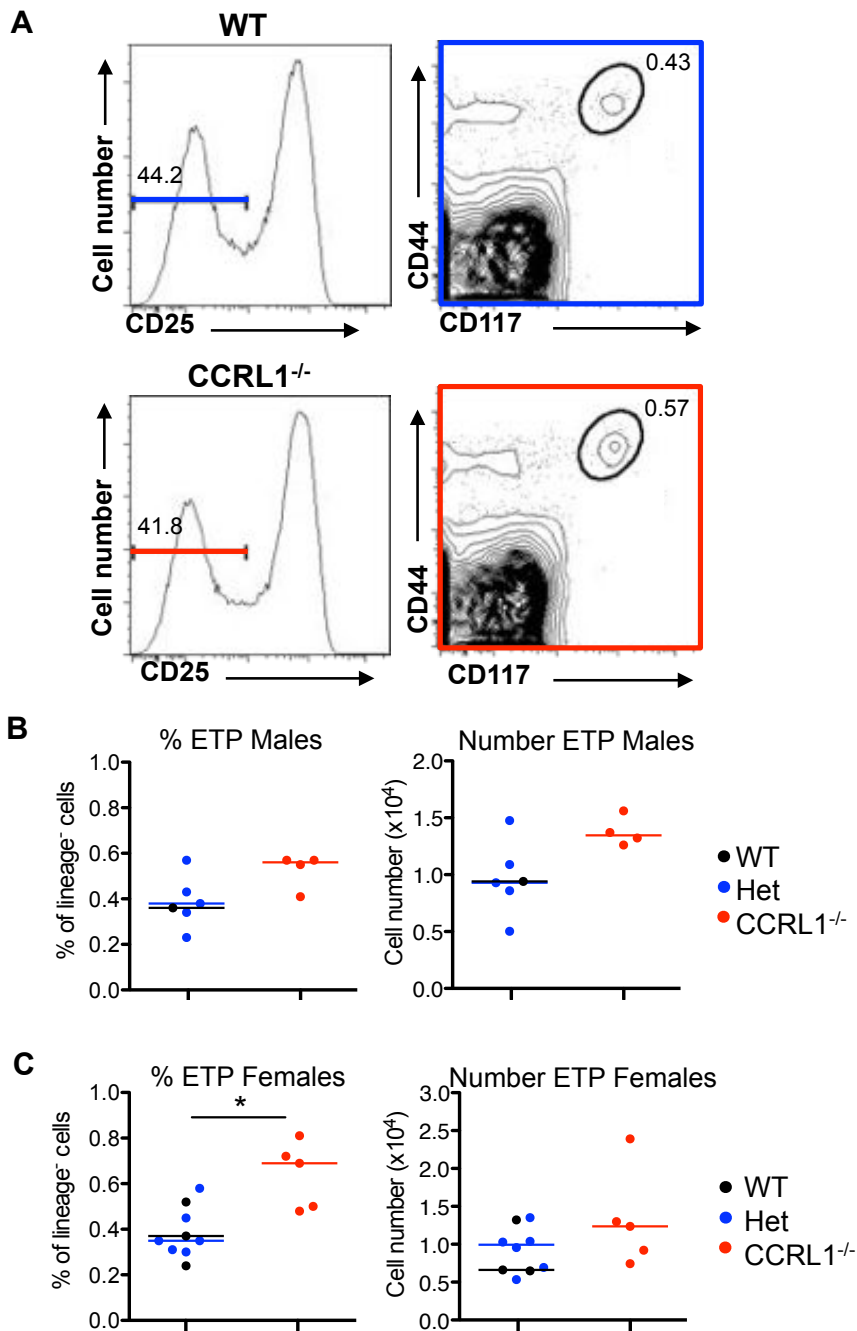 A
WT
Cell number
44.2
CD25
0.43
CD44
CD117
CCRL1-/-
Cell number
41.8
CD25
0.57
CD44
CD117
B
% ETP Males
% of lineage- cells
1.0
0.8
0.6
0.4
0.2
0.0
Number ETP Males
Cell number (x10⁴)
2.0
1.5
1.0
0.5
0.0
WT
Het
CCRL1-/-
C
% ETP Females
% of lineage- cells
1.0
0.8
0.6
0.4
0.2
0.0
*
Number ETP Females
Cell number (x10⁴)
3.0
2.5
2.0
1.5
1.0
0.5
0.0
WT
Het
CCRL1-/-